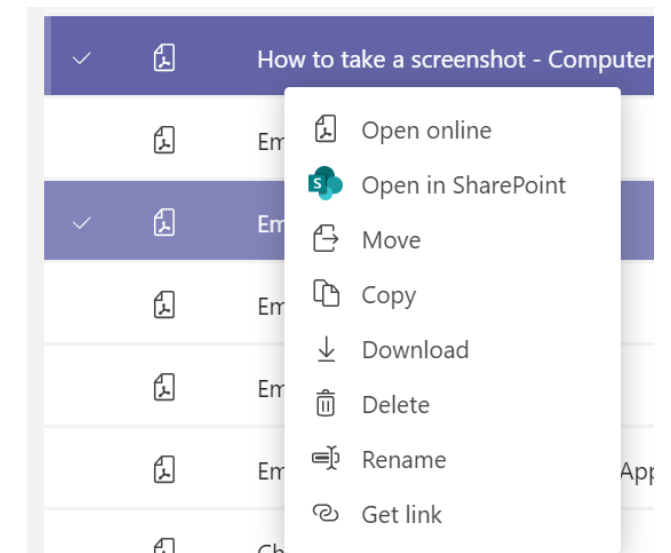 How to take a screenshot - Computer
Em
Open online
S
Open in SharePoint
Em
Move
Em
Copy
Download
Em
Delete
Em
Rename
App
Get link
Ch